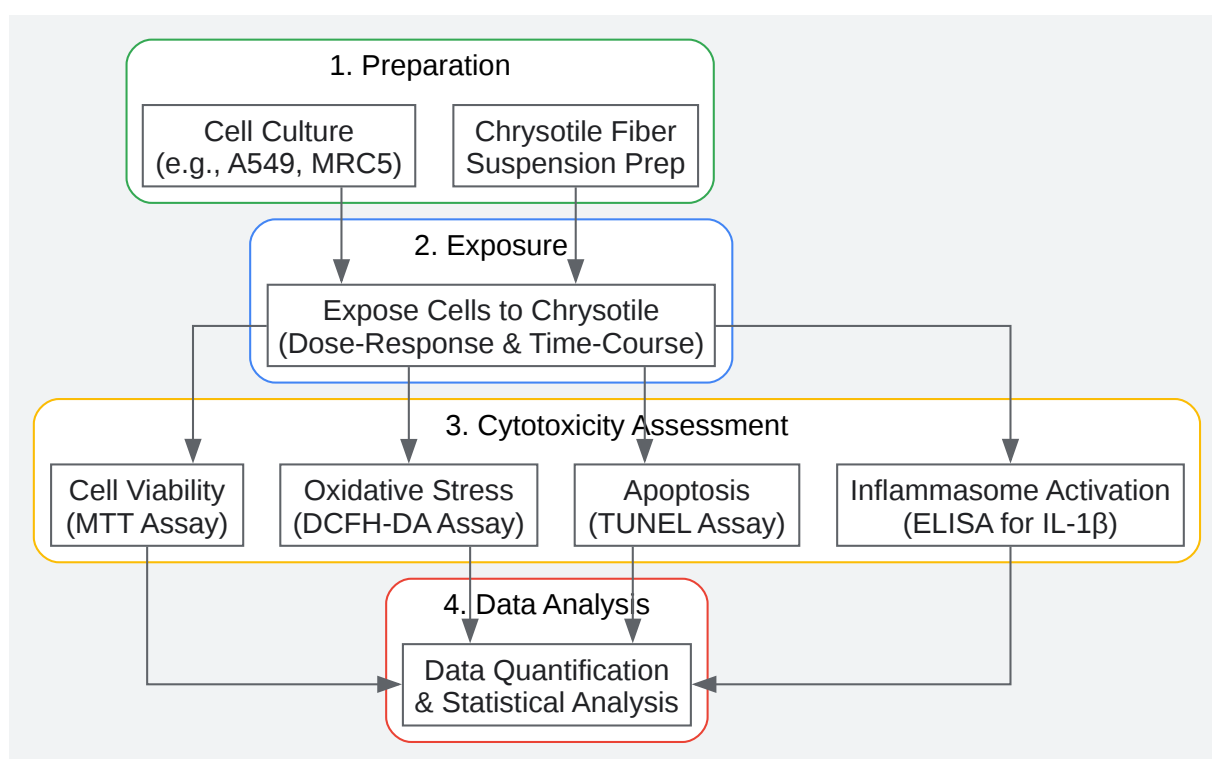 1. Preparation
Cell Culture
(e.g., A549, MRC5)
Chrysotile Fiber
Suspension Prep
2. Exposure
Expose Cells to Chrysotile
(Dose-Response & Time-Course)
3. Cytotoxicity Assessment
Cell Viability
(MTT Assay)
Oxidative Stress
(DCFH-DA Assay)
Apoptosis
(TUNEL Assay)
Inflammasome Activation
(ELISA for IL-1β)
4. Data Analysis
Data Quantification
& Statistical Analysis